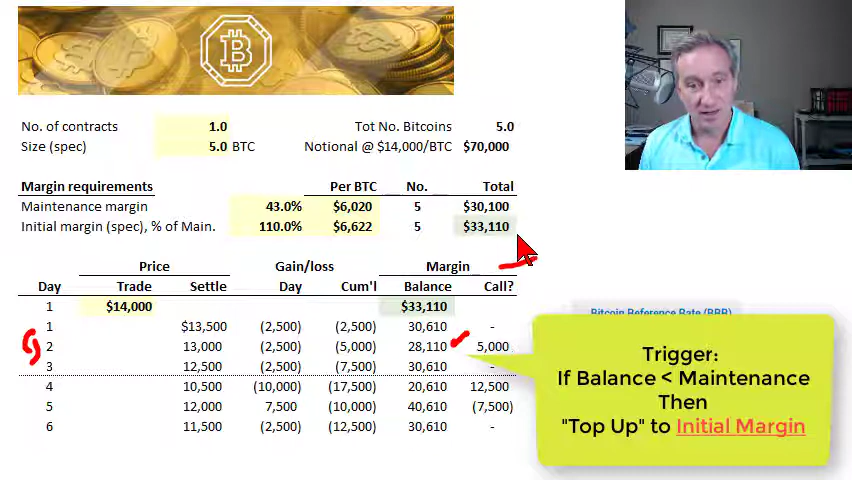 No. of contracts 1.0 Tot No. Bitcoins 5.0
Size (spec) 5.0 BTC Notional @ $14,000/BTC $70,000
Margin requirements Per BTC No. Total
Maintenance margin 43.0% $6,020 5 $30,100
Initial margin (spec), % of Main. 110.0% $6,622 5 $33,110
Price Gain/loss Margin
Day Trade Settle Day Cum'l Balance Call?
1 $14,000 $33,110
1 $13,500 (2,500) (2,500) 30,610 -
2 13,000 (2,500) (5,000) 28,110 5,000
3 12,500 (2,500) (7,500) 30,610 -
4 10,500 (10,000) (17,500) 20,610 12,500
5 12,000 7,500 (10,000) 40,610 (7,500)
6 11,500 (2,500) (12,500) 30,610 -
Bitcoin Reference Rate (BRR)
Trigger:
If Balance < Maintenance
Then
"Top Up" to Initial Margin